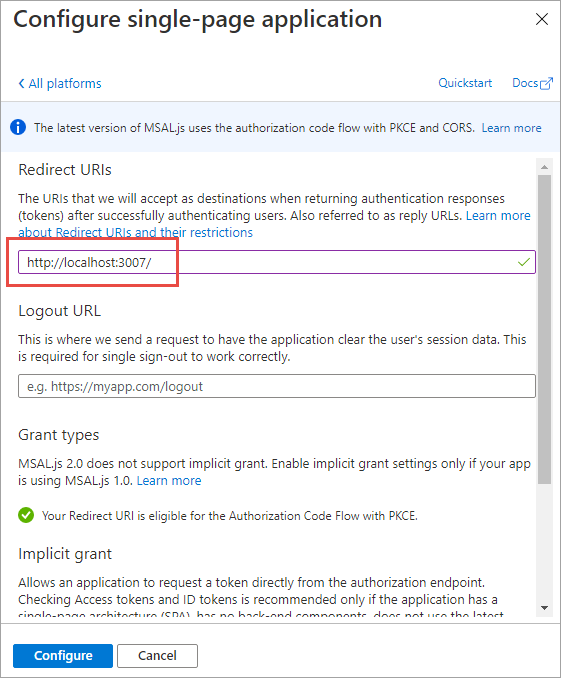 Configure single-page application
All platforms
Quickstart
Docs
The latest version of MSAL.js uses the authorization code flow with PKCE and CORS. Learn more
Redirect URIs
The URIs that we will accept as destinations when returning authentication responses
(tokens) after successfully authenticating users. Also referred to as reply URLs. Learn more
about Redirect URIs and their restrictions
http://localhost:3007/
Logout URL
This is where we send a request to have the application clear the user's session data. This
is required for single sign-out to work correctly.
e.g. https://myapp.com/logout
Grant types
MSAL.js 2.0 does not support implicit grant. Enable implicit grant settings only if your app
is using MSAL.js 1.0. Learn more
Your Redirect URI is eligible for the Authorization Code Flow with PKCE.
Implicit grant
Allows an application to request a token directly from the authorization endpoint.
Checking Access tokens and ID tokens is recommended only if the application has a
single-page architecture (SPA), has no back-end components, does not use the latest
Configure
Cancel